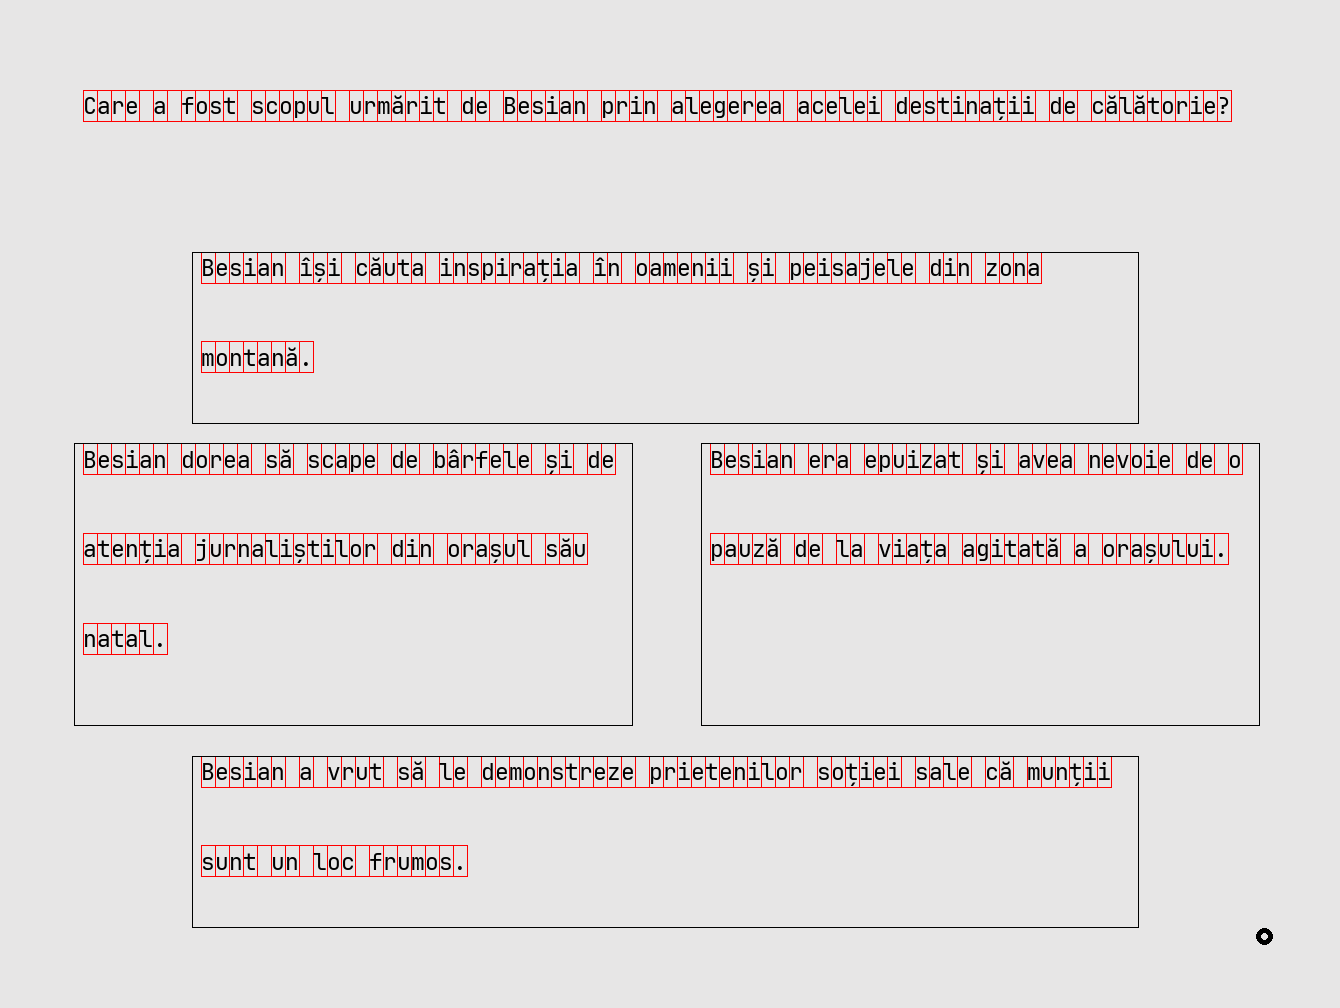 Care a fost scopul urmărit de Besian prin alegerea acelei destinații de călătorie?
Besian își căuta inspirația în oamenii și peisajele din zona
montană.
Besian dorea să scape de bârfele și de
atenția jurnaliștilor din orașul său
natal.
Besian era epuizat și avea nevoie de o
pauză de la viața agitată a orașului.
Besian a vrut să le demonstreze prietenilor soției sale că munții
sunt un loc frumos.